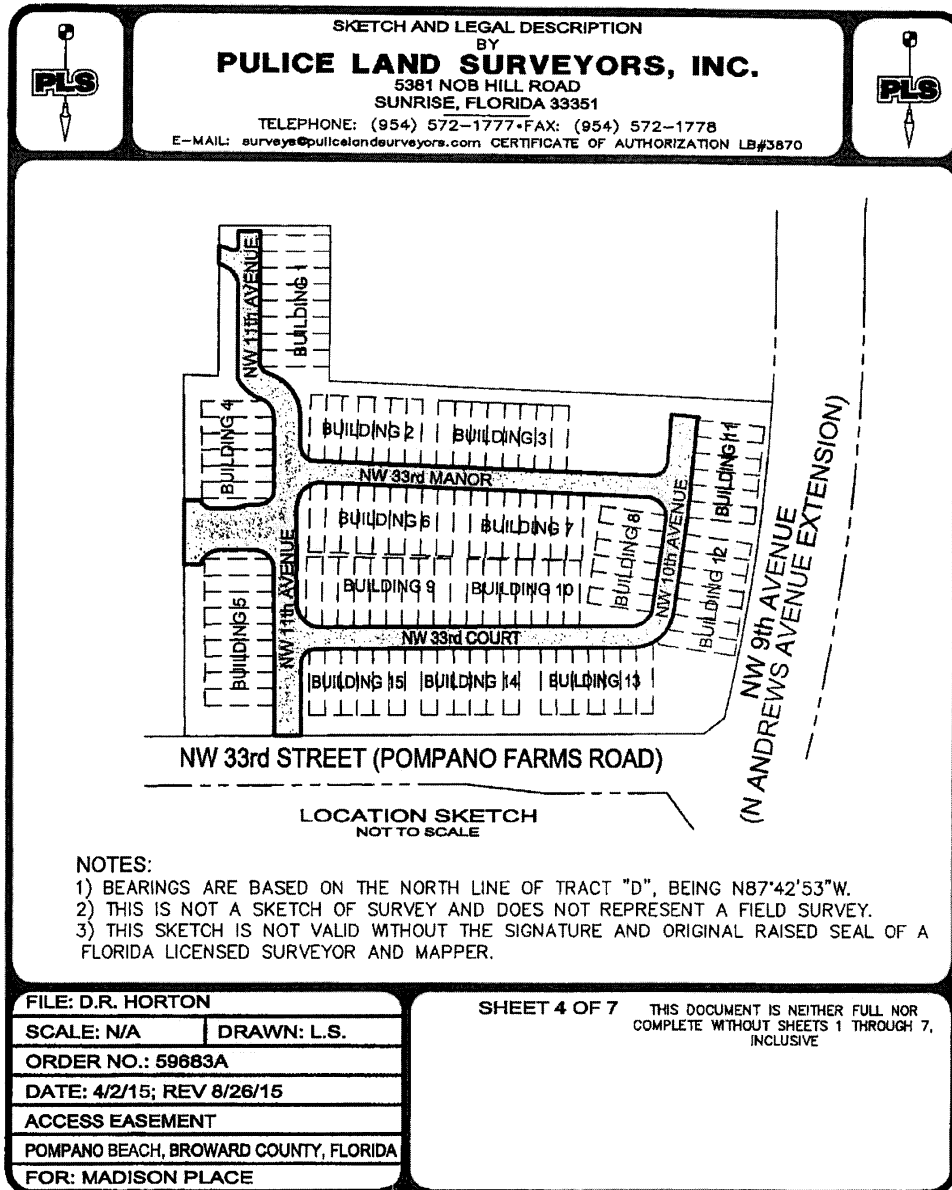 SKETCH AND LEGAL DESCRIPTION
BY
PULICE LAND SURVEYORS, INC.
5381 NOB HILL ROAD
SUNRISE, FLORIDA 33351
TELEPHONE: (954) 572-1777•FAX: (954) 572-1778
E-MAIL: surveys@pulicelandsurveyors.com CERTIFICATE OF AUTHORIZATION LB#3870
PLS
PLS
NW 11th AVENUE
BUILDING 1
BUILDING 4
BUILDING 2
BUILDING 3
BUILDING 11
NW 33rd MANOR
BUILDING 6
BUILDING 7
BUILDING 8
NW 10th AVENUE
BUILDING 12
NW 11th AVENUE
BUILDING 9
BUILDING 10
BUILDING 5
NW 33rd COURT
BUILDING 15
BUILDING 14
BUILDING 13
NW 9th AVENUE
(N ANDREWS AVENUE EXTENSION)
NW 33rd STREET (POMPANO FARMS ROAD)
LOCATION SKETCH
NOT TO SCALE
NOTES:
1) BEARINGS ARE BASED ON THE NORTH LINE OF TRACT "D", BEING N87°42'53"W.
2) THIS IS NOT A SKETCH OF SURVEY AND DOES NOT REPRESENT A FIELD SURVEY.
3) THIS SKETCH IS NOT VALID WITHOUT THE SIGNATURE AND ORIGINAL RAISED SEAL OF A
FLORIDA LICENSED SURVEYOR AND MAPPER.
FILE: D.R. HORTON
SCALE: N/A
DRAWN: L.S.
ORDER NO.: 59683A
DATE: 4/2/15; REV 8/26/15
ACCESS EASEMENT
POMPANO BEACH, BROWARD COUNTY, FLORIDA
FOR: MADISON PLACE
SHEET 4 OF 7
THIS DOCUMENT IS NEITHER FULL NOR
COMPLETE WITHOUT SHEETS 1 THROUGH 7,
INCLUSIVE